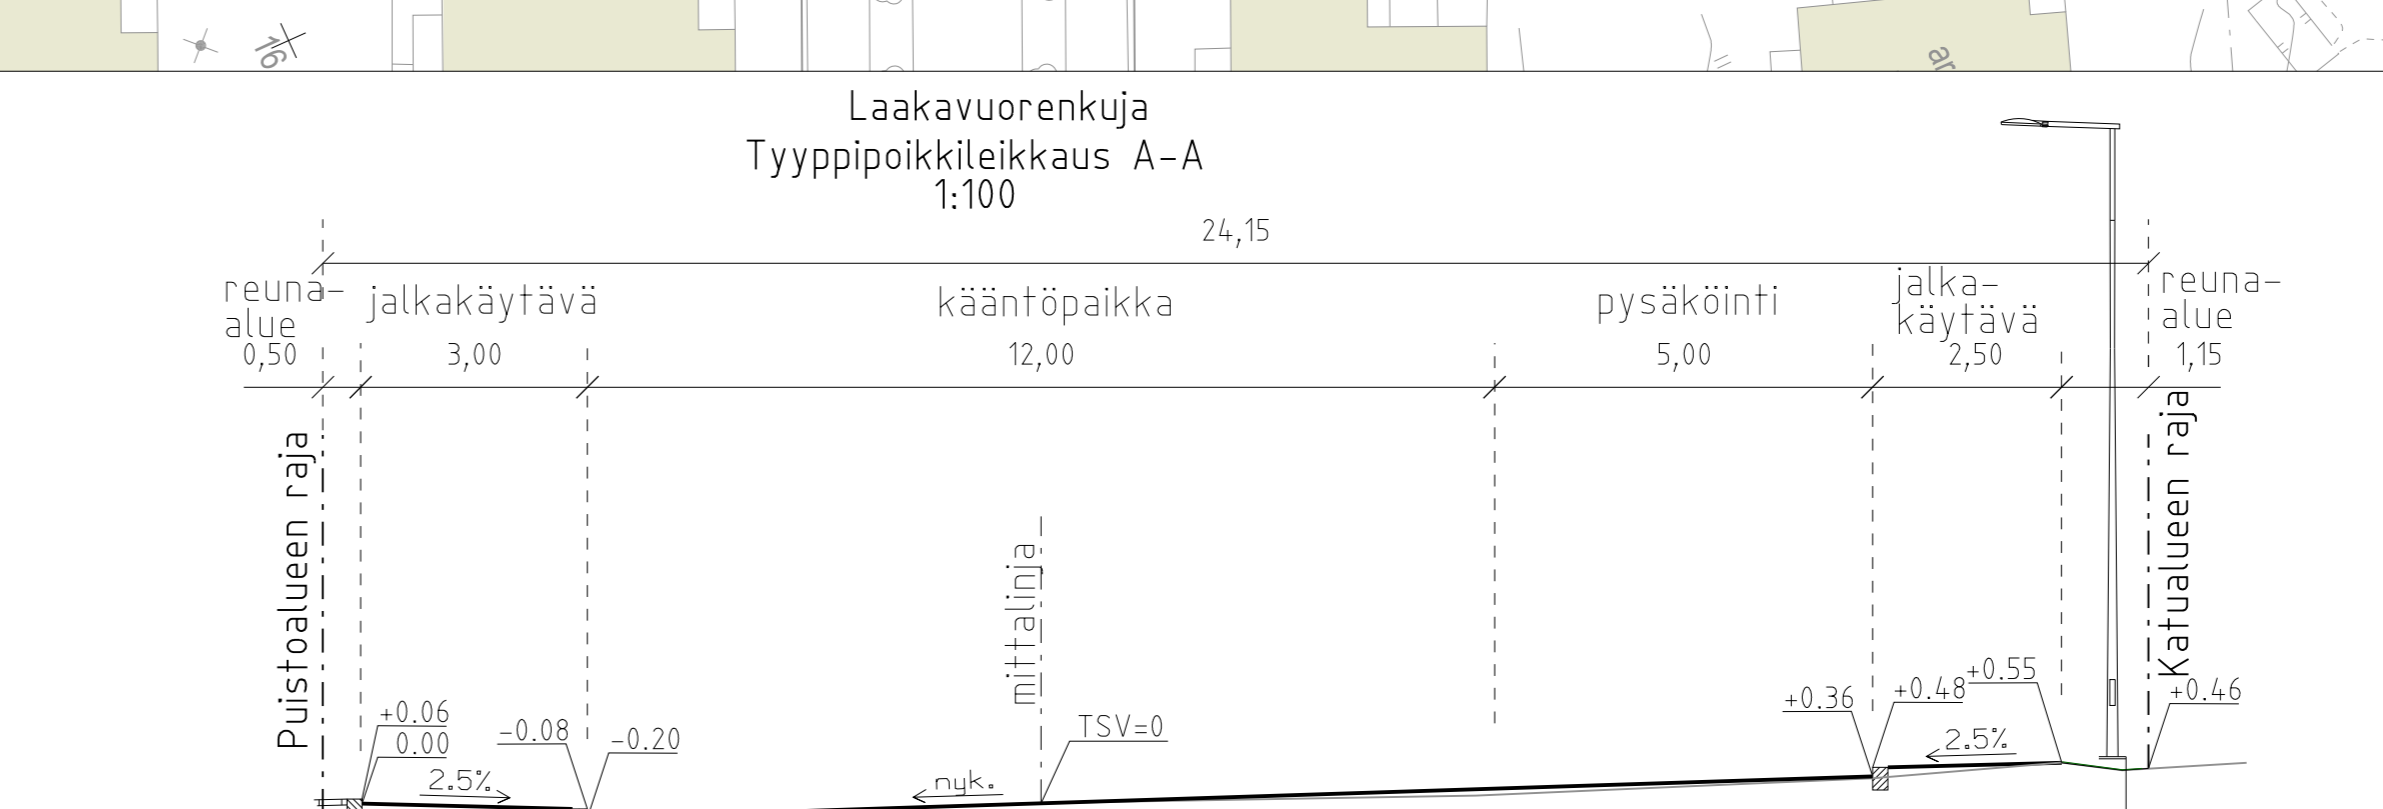 16
ar
Laakavuorenkuja
Tyyppipoikkileikkaus A-A
1:100
24,15
reuna-
alue
0,50
jalkakäytävä
3,00
kääntöpaikka
12,00
pysäköinti
5,00
jalka-
käytävä
2,50
reuna-
alue
1,15
Puistoalueen raja
mittalinja
Katualueen raja
+0.06
0.00
-0.08
-0.20
TSV=0
+0.36
+0.48
+0.55
+0.46
2.5%
nyk.
2.5%